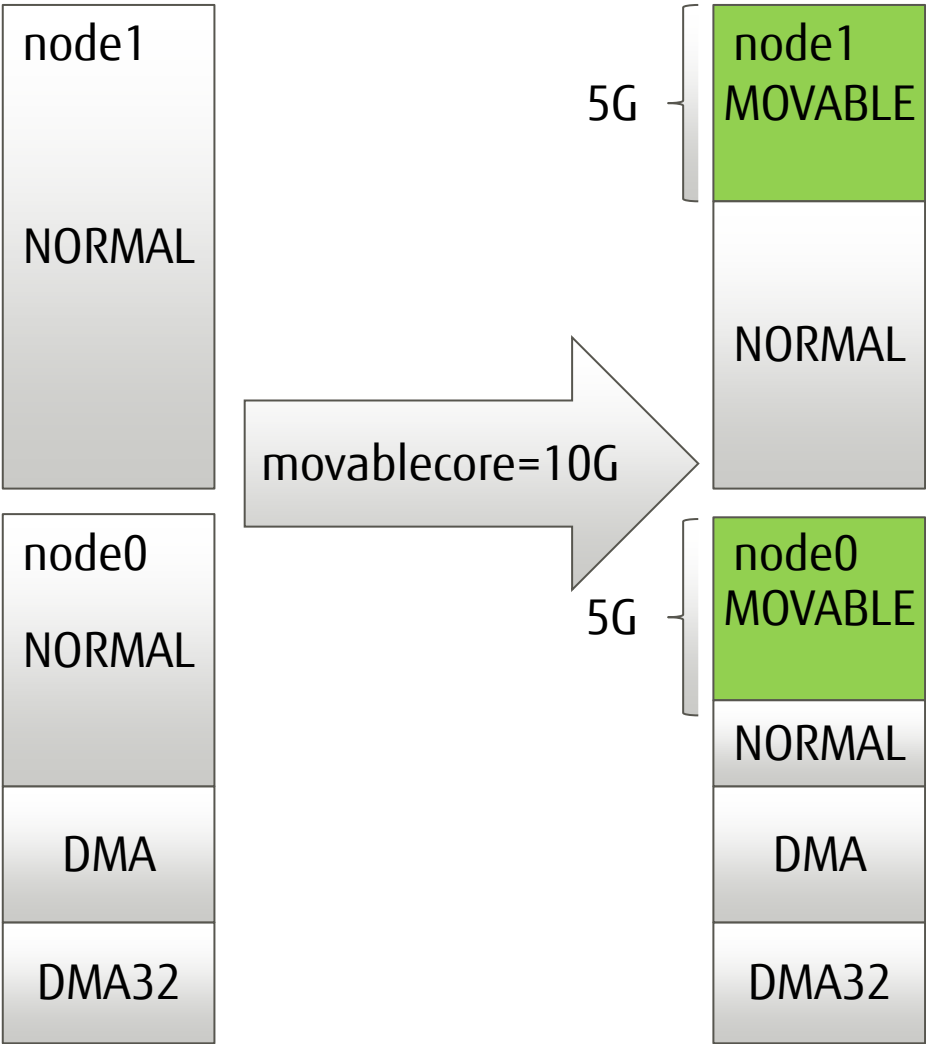 node1
NORMAL
node0
NORMAL
DMA
DMA32
movablecore=10G
5G
node1
MOVABLE
NORMAL
5G
node0
MOVABLE
NORMAL
DMA
DMA32